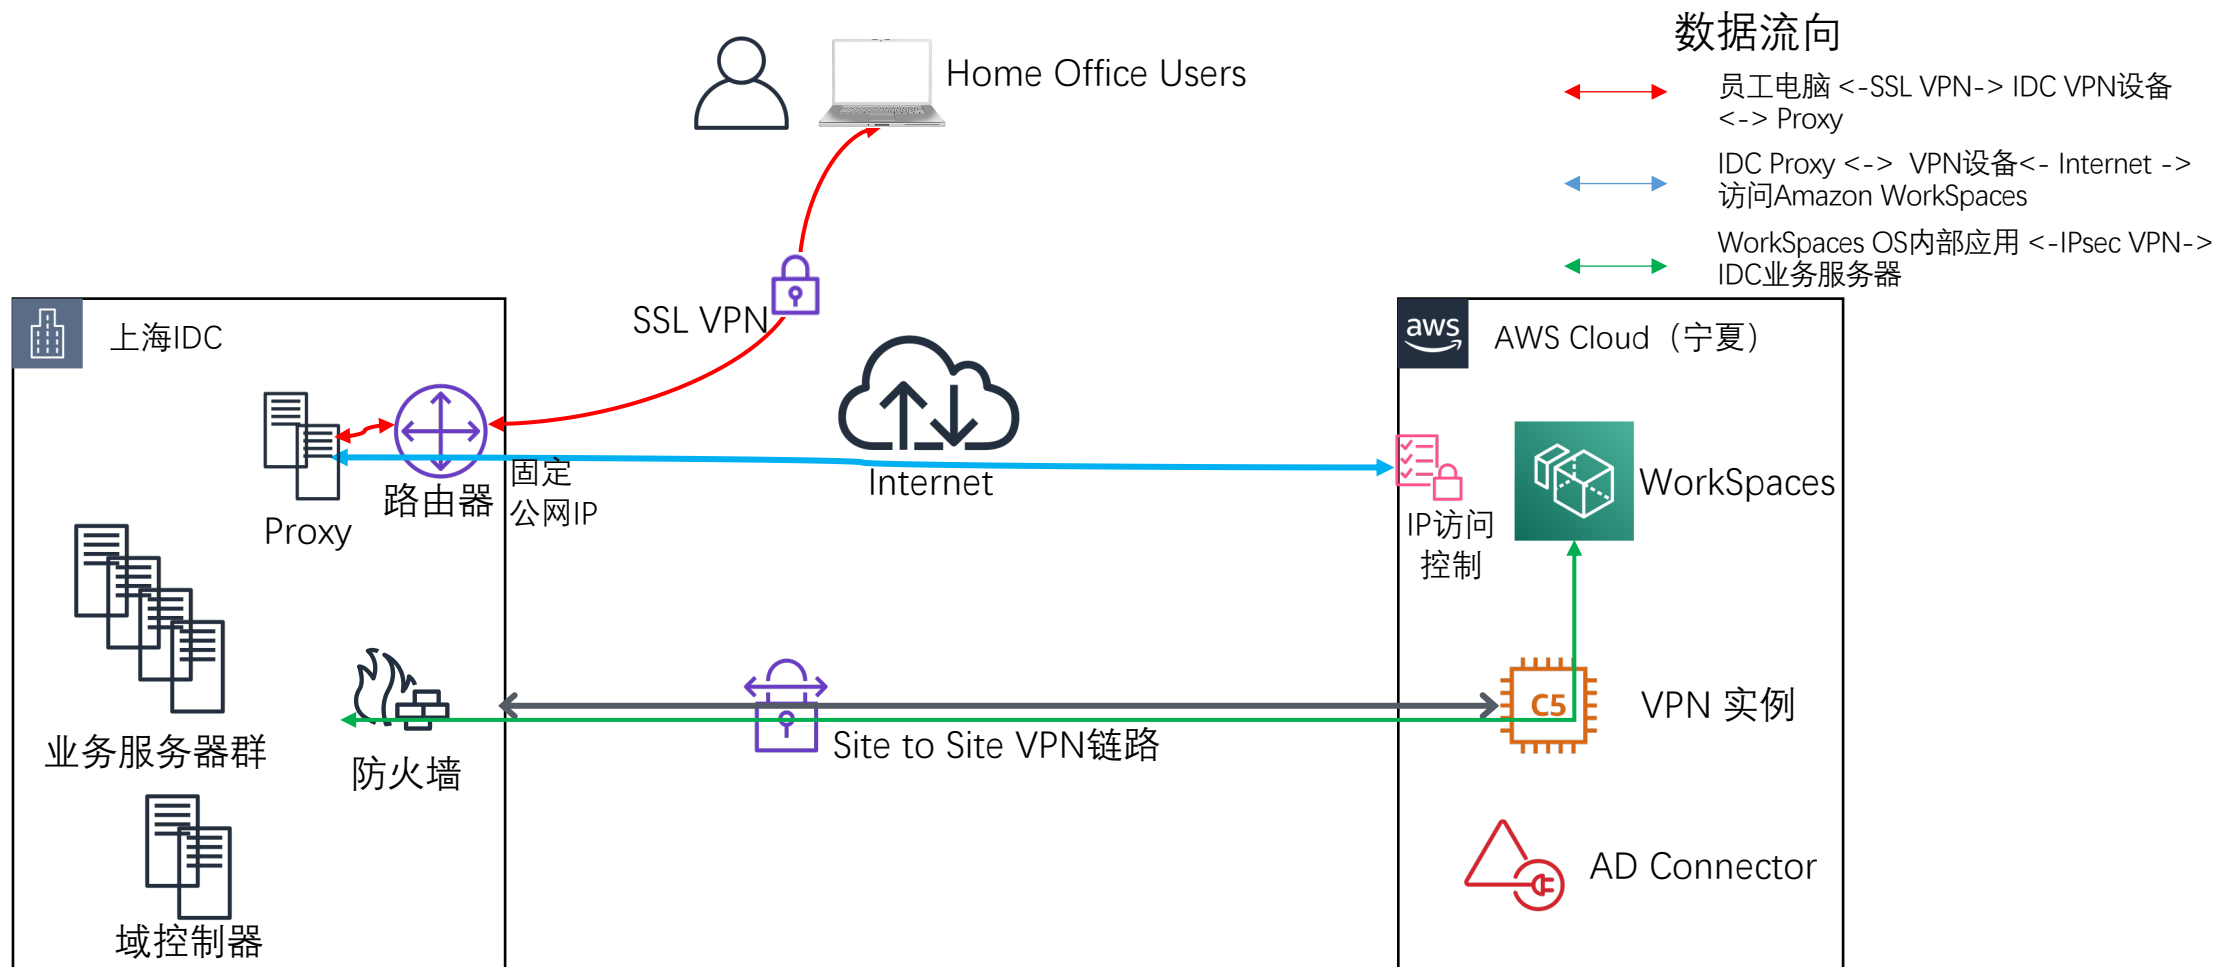 数据流向
Home Office Users
员工电脑 <-SSL VPN-> IDC VPN设备
<-> Proxy
IDC Proxy <-> VPN设备<- Internet ->
访问Amazon WorkSpaces
WorkSpaces OS内部应用 <-IPsec VPN->
IDC业务服务器
SSL VPN
上海IDC
aws
AWS Cloud（宁夏）
Internet
WorkSpaces
路由器
固定
公网IP
Proxy
IP访问
控制
C5
VPN 实例
Site to Site VPN链路
业务服务器群
防火墙
AD Connector
域控制器